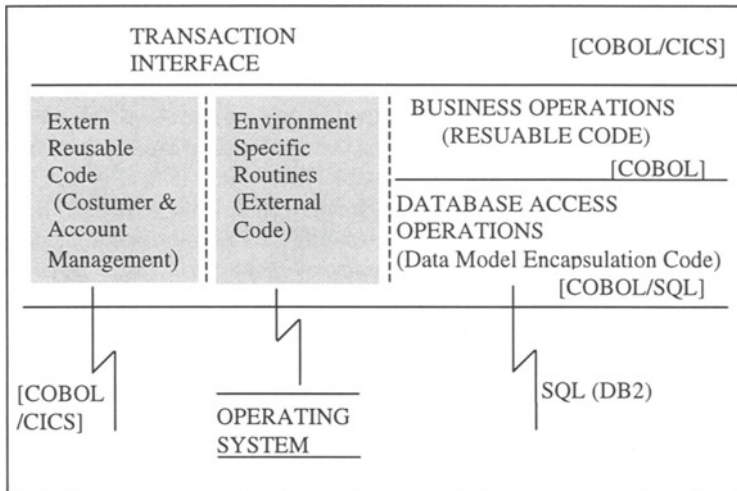 TRANSACTION
INTERFACE
[COBOL/CICS]
Extern
Reusable
Code
(Costumer &
Account
Management)
Environment
Specific
Routines
(External
Code)
BUSINESS OPERATIONS
(RESUABLE CODE)
[COBOL]
DATABASE ACCESS
OPERATIONS
(Data Model Encapsulation Code)
[COBOL/SQL]
[COBOL
/CICS]
OPERATING
SYSTEM
SQL (DB2)